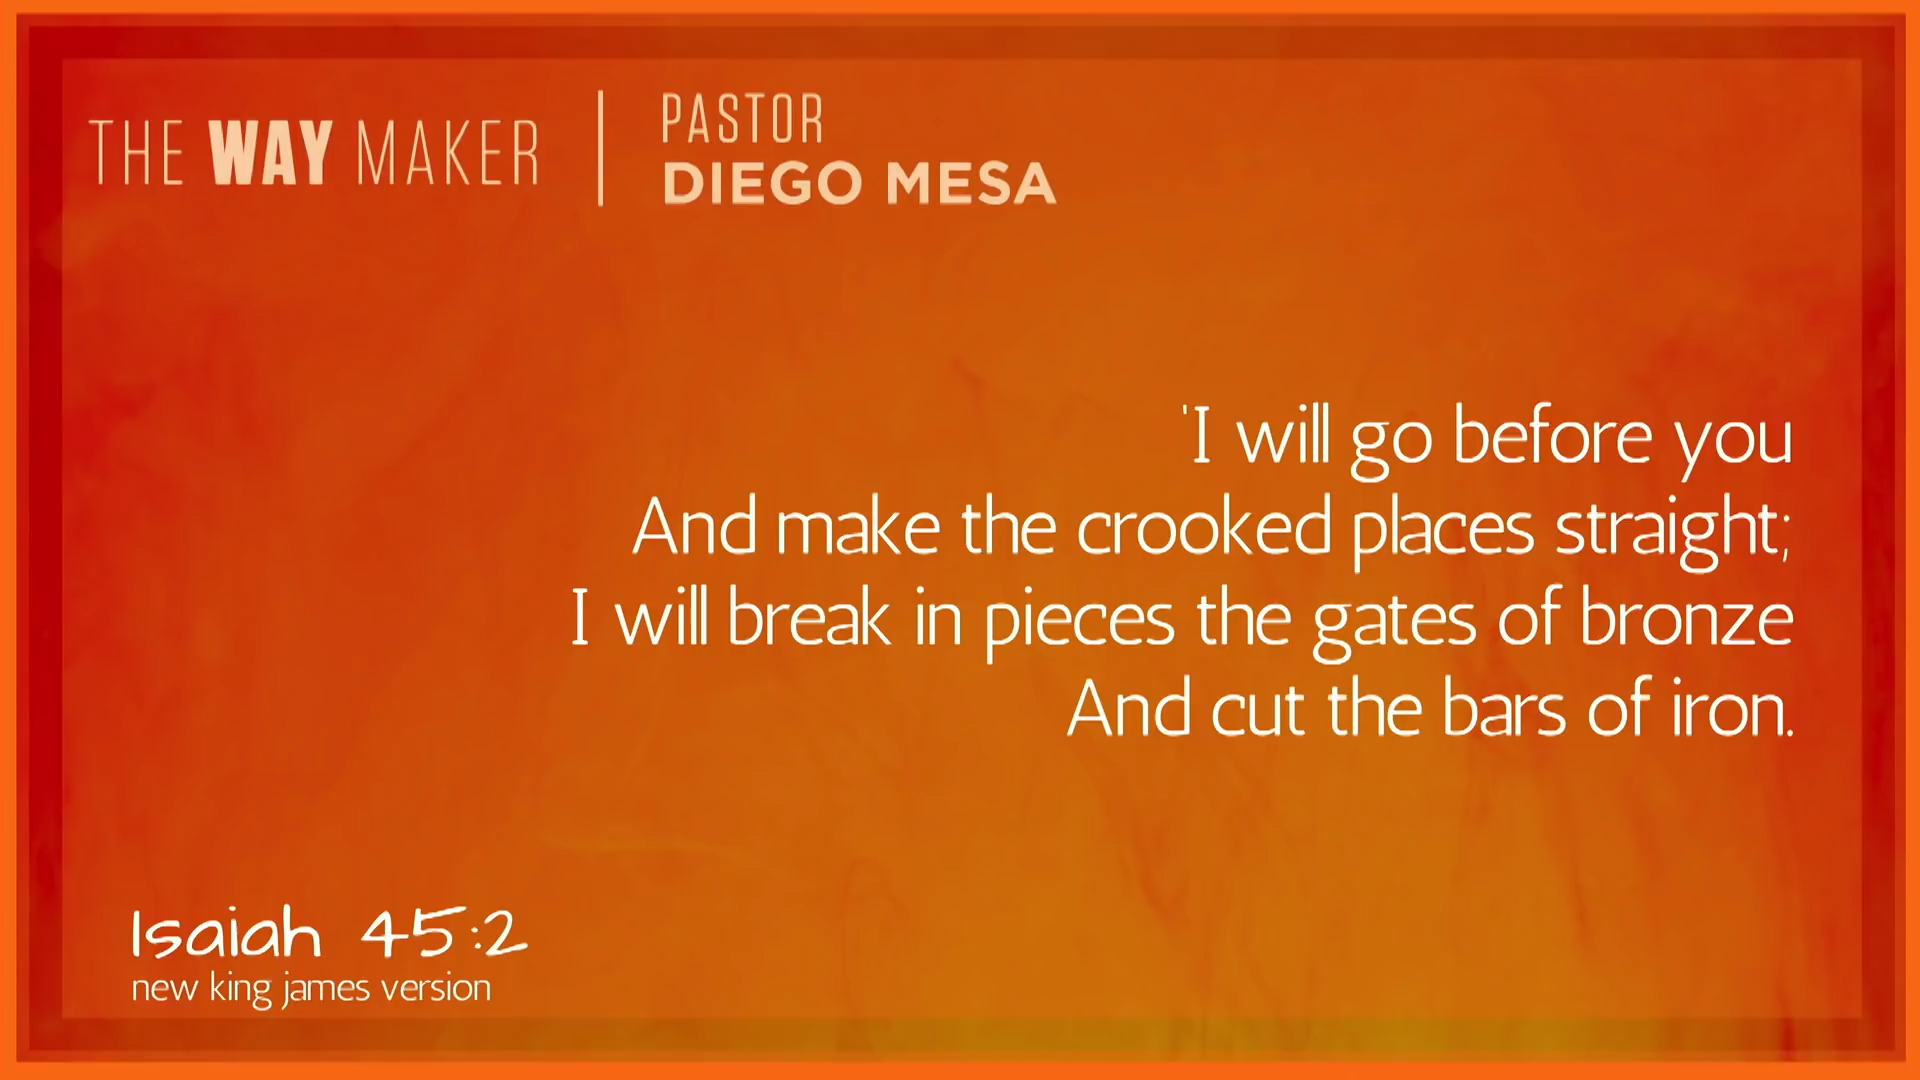 THE WAY MAKER
PASTOR
DIEGO MESA
'I will go before you
And make the crooked places straight;
I will break in pieces the gates of bronze
And cut the bars of iron.
Isaiah 45:2
new king james version